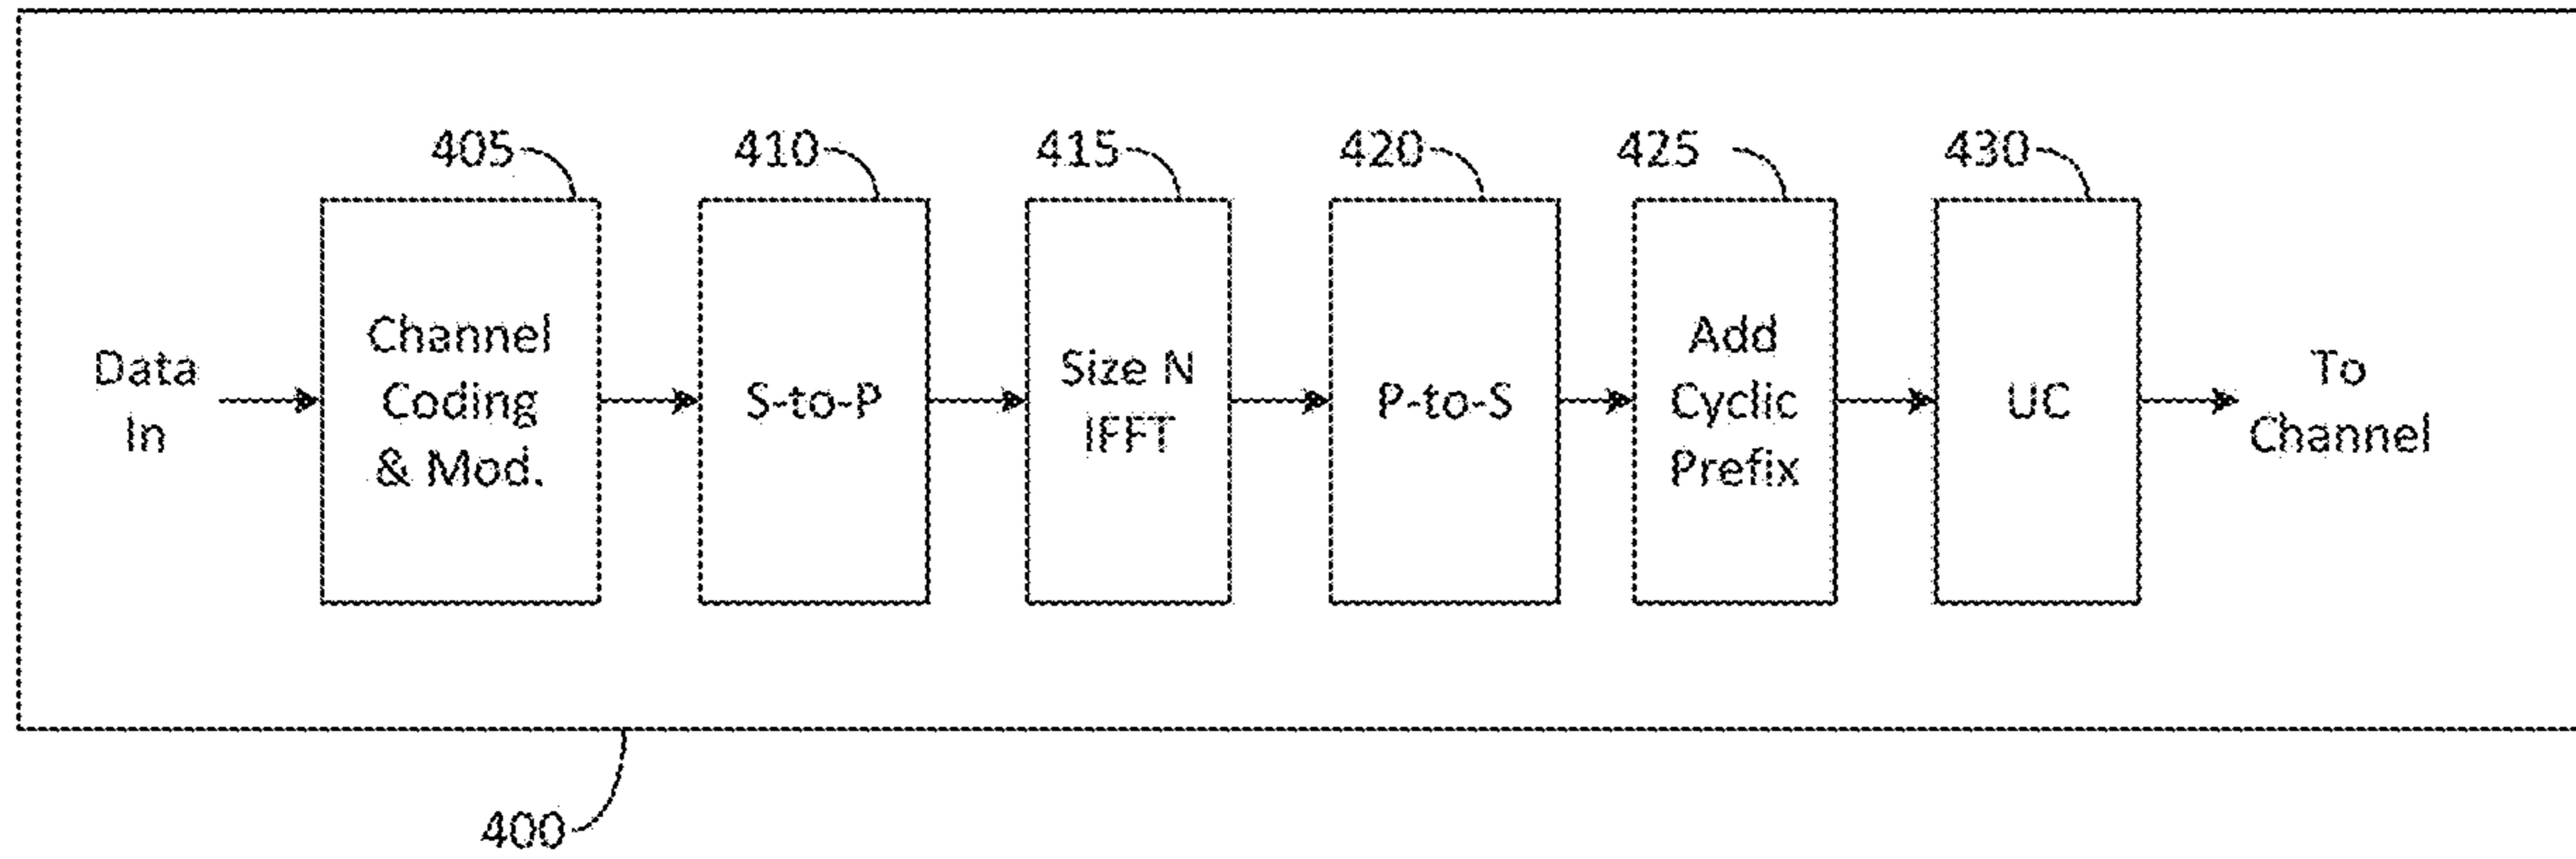 405
410
415
420
425
430
Data
In
Channel
Coding
& Mod.
S-to-P
Size N
IFFT
P-to-S
Add
Cyclic
Prefix
UC
To
Channel
400